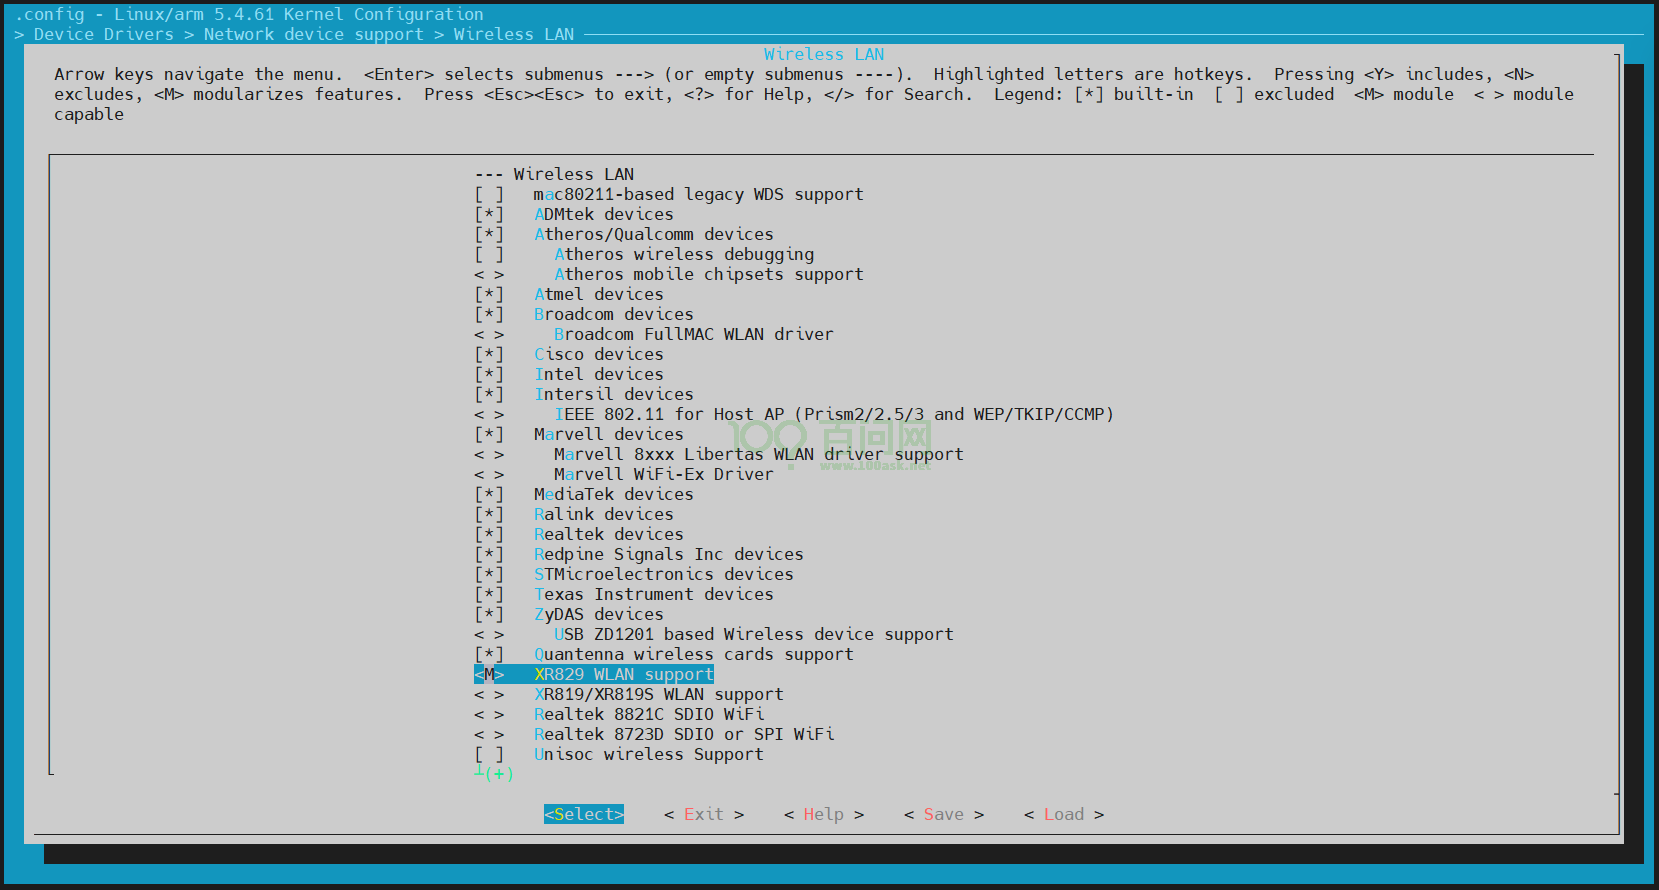 .config - Linux/arm 5.4.61 Kernel Configuration
> Device Drivers > Network device support > Wireless LAN
Wireless LAN
Arrow keys navigate the menu.  <Enter> selects submenus ---> (or empty submenus ----).  Highlighted letters are hotkeys.  Pressing <Y> includes, <N>
excludes, <M> modularizes features.  Press <Esc><Esc> to exit, <?> for Help, </> for Search.  Legend: [*] built-in  [ ] excluded  <M> module  < > module
capable
--- Wireless LAN
[ ]   mac80211-based legacy WDS support
[*]   ADMtek devices
[*]   Atheros/Qualcomm devices
[ ]     Atheros wireless debugging
< >     Atheros mobile chipsets support
[*]   Atmel devices
[*]   Broadcom devices
< >     Broadcom FullMAC WLAN driver
[*]   Cisco devices
[*]   Intel devices
[*]   Intersil devices
< >     IEEE 802.11 for Host AP (Prism2/2.5/3 and WEP/TKIP/CCMP)
[*]   Marvell devices
< >     Marvell 8xxx Libertas WLAN driver support
< >     Marvell WiFi-Ex Driver
[*]   MediaTek devices
[*]   Ralink devices
[*]   Realtek devices
[*]   Redpine Signals Inc devices
[*]   STMicroelectronics devices
[*]   Texas Instrument devices
[*]   ZyDAS devices
< >     USB ZD1201 based Wireless device support
[*]   Quantenna wireless cards support
<M>   XR829 WLAN support
< >   XR819/XR819S WLAN support
< >   Realtek 8821C SDIO WiFi
< >   Realtek 8723D SDIO or SPI WiFi
[ ]   Unisoc wireless Support
┴(+)
<Select>    < Exit >    < Help >    < Save >    < Load >
100? 百问网
www.100ask.net